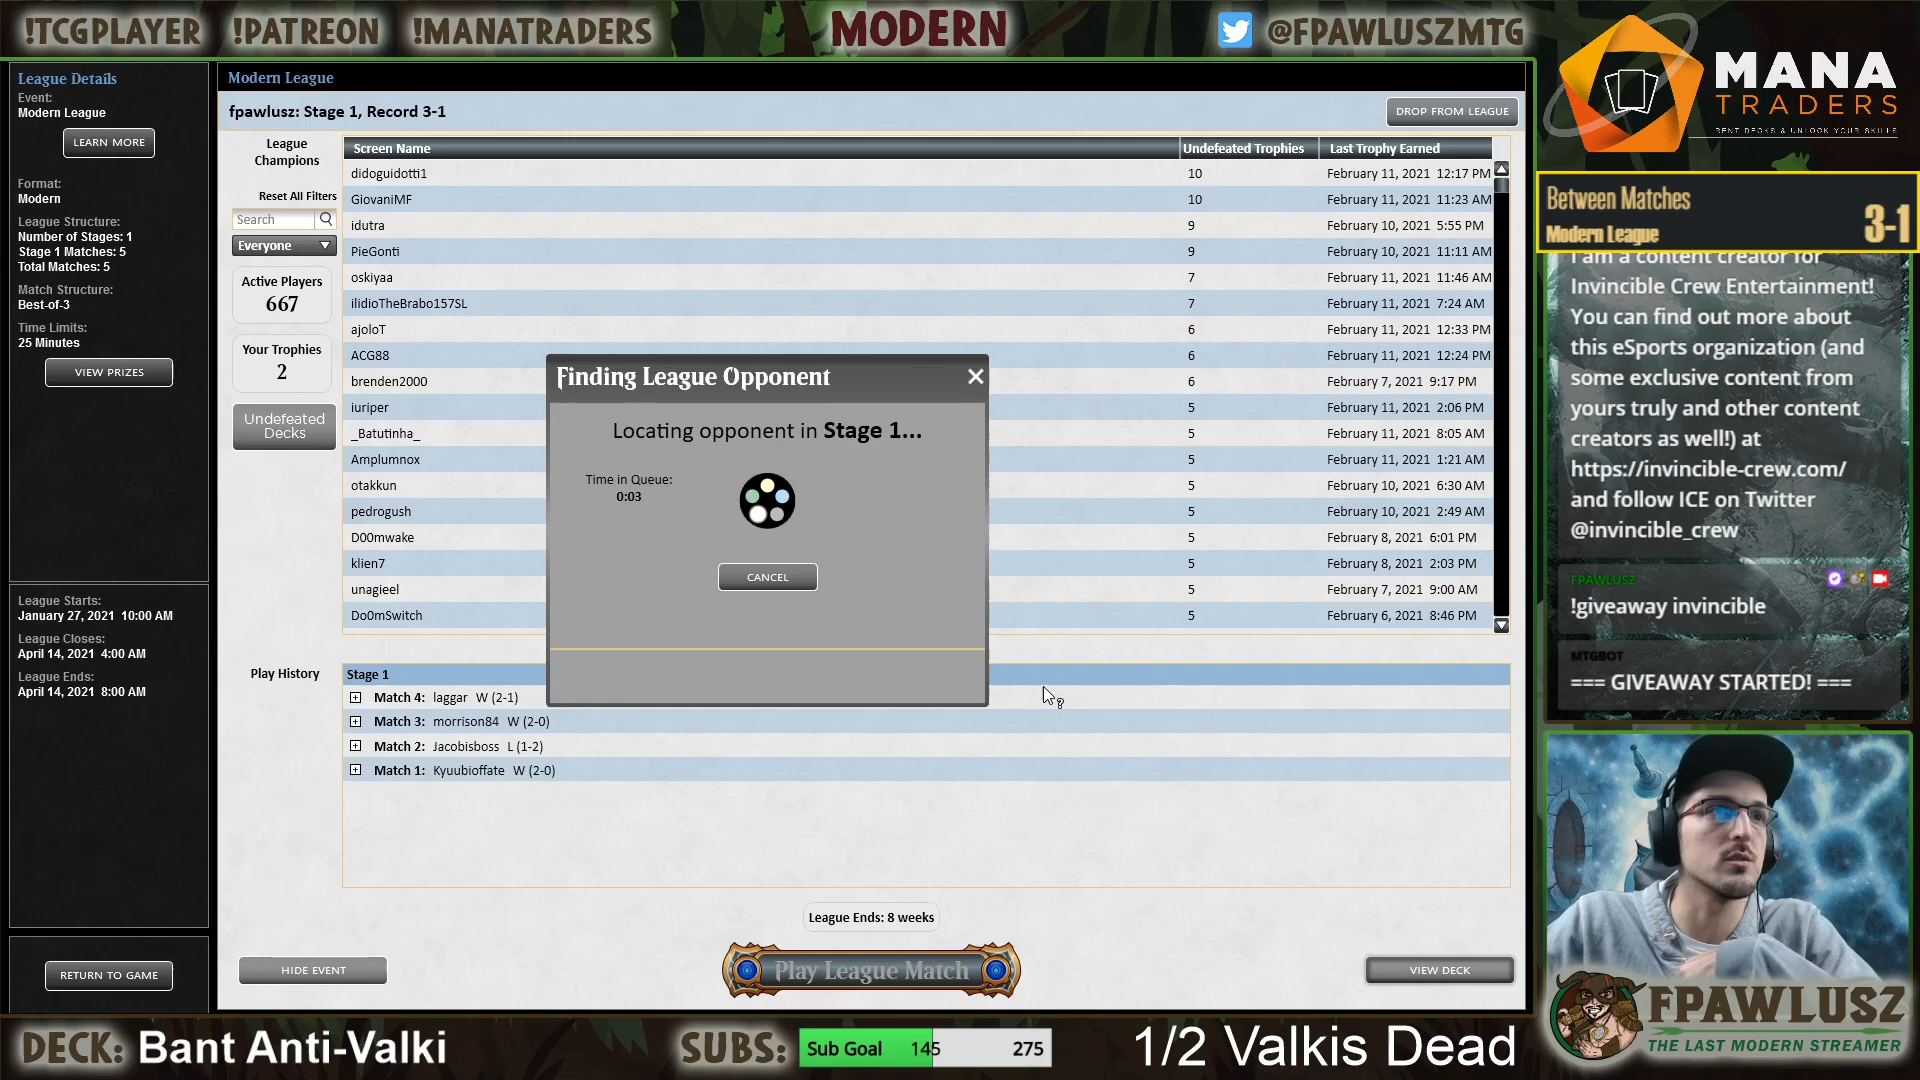 !TCGPLAYER !PATREON !MANATRADERS
MODERN
@FPAWLUSZMTG
MANA
TRADERS
RENT DECKS & UNLOCK YOUR SKILLS
League Details
Event:
Modern League
LEARN MORE
Format:
Modern
League Structure:
Number of Stages: 1
Stage 1 Matches: 5
Total Matches: 5
Match Structure:
Best-of-3
Time Limits:
25 Minutes
VIEW PRIZES
League Starts:
January 27, 2021 10:00 AM
League Closes:
April 14, 2021 4:00 AM
League Ends:
April 14, 2021 8:00 AM
RETURN TO GAME
Modern League
fpawlusz: Stage 1, Record 3-1
DROP FROM LEAGUE
League
Champions
Reset All Filters
Search
Everyone
Active Players
667
Your Trophies
2
Undefeated
Decks
Screen Name Undefeated Trophies Last Trophy Earned
didoguidotti1 10 February 11, 2021 12:17 PM
GiovaniMF 10 February 11, 2021 11:23 AM
idutra 9 February 10, 2021 5:55 PM
PieGonti 9 February 10, 2021 11:11 AM
oskiyaa 7 February 11, 2021 11:46 AM
ilidioTheBrabo157SL 7 February 11, 2021 7:24 AM
ajoloT 6 February 11, 2021 12:33 PM
ACG88 6 February 11, 2021 12:24 PM
brenden2000 6 February 7, 2021 9:17 PM
iuriper 5 February 11, 2021 2:06 PM
_Batutinha_ 5 February 11, 2021 8:05 AM
Amplumnox 5 February 11, 2021 1:21 AM
otakkun 5 February 10, 2021 6:30 AM
pedrogush 5 February 10, 2021 2:49 AM
D00mwake 5 February 8, 2021 6:01 PM
klien7 5 February 8, 2021 2:03 PM
unagieel 5 February 7, 2021 9:00 AM
Do0mSwitch 5 February 6, 2021 8:46 PM
Finding League Opponent
Locating opponent in Stage 1...
Time in Queue:
0:03
CANCEL
Play History
Stage 1
Match 4: laggar W (2-1)
Match 3: morrison84 W (2-0)
Match 2: Jacobisboss L (1-2)
Match 1: Kyuubioffate W (2-0)
League Ends: 8 weeks
HIDE EVENT
Play League Match
VIEW DECK
Between Matches
Modern League
3-1
I am a content creator for
Invincible Crew Entertainment!
You can find out more about
this eSports organization (and
some exclusive content from
yours truly and other content
creators as well!) at
https://invincible-crew.com/
and follow ICE on Twitter
@invincible_crew
FPAWLUSZ
!giveaway invincible
MTGBOT
=== GIVEAWAY STARTED! ===
FPAWLUSZ
THE LAST MODERN STREAMER
DECK: Bant Anti-Valki
SUBS: Sub Goal 145 275
1/2 Valkis Dead